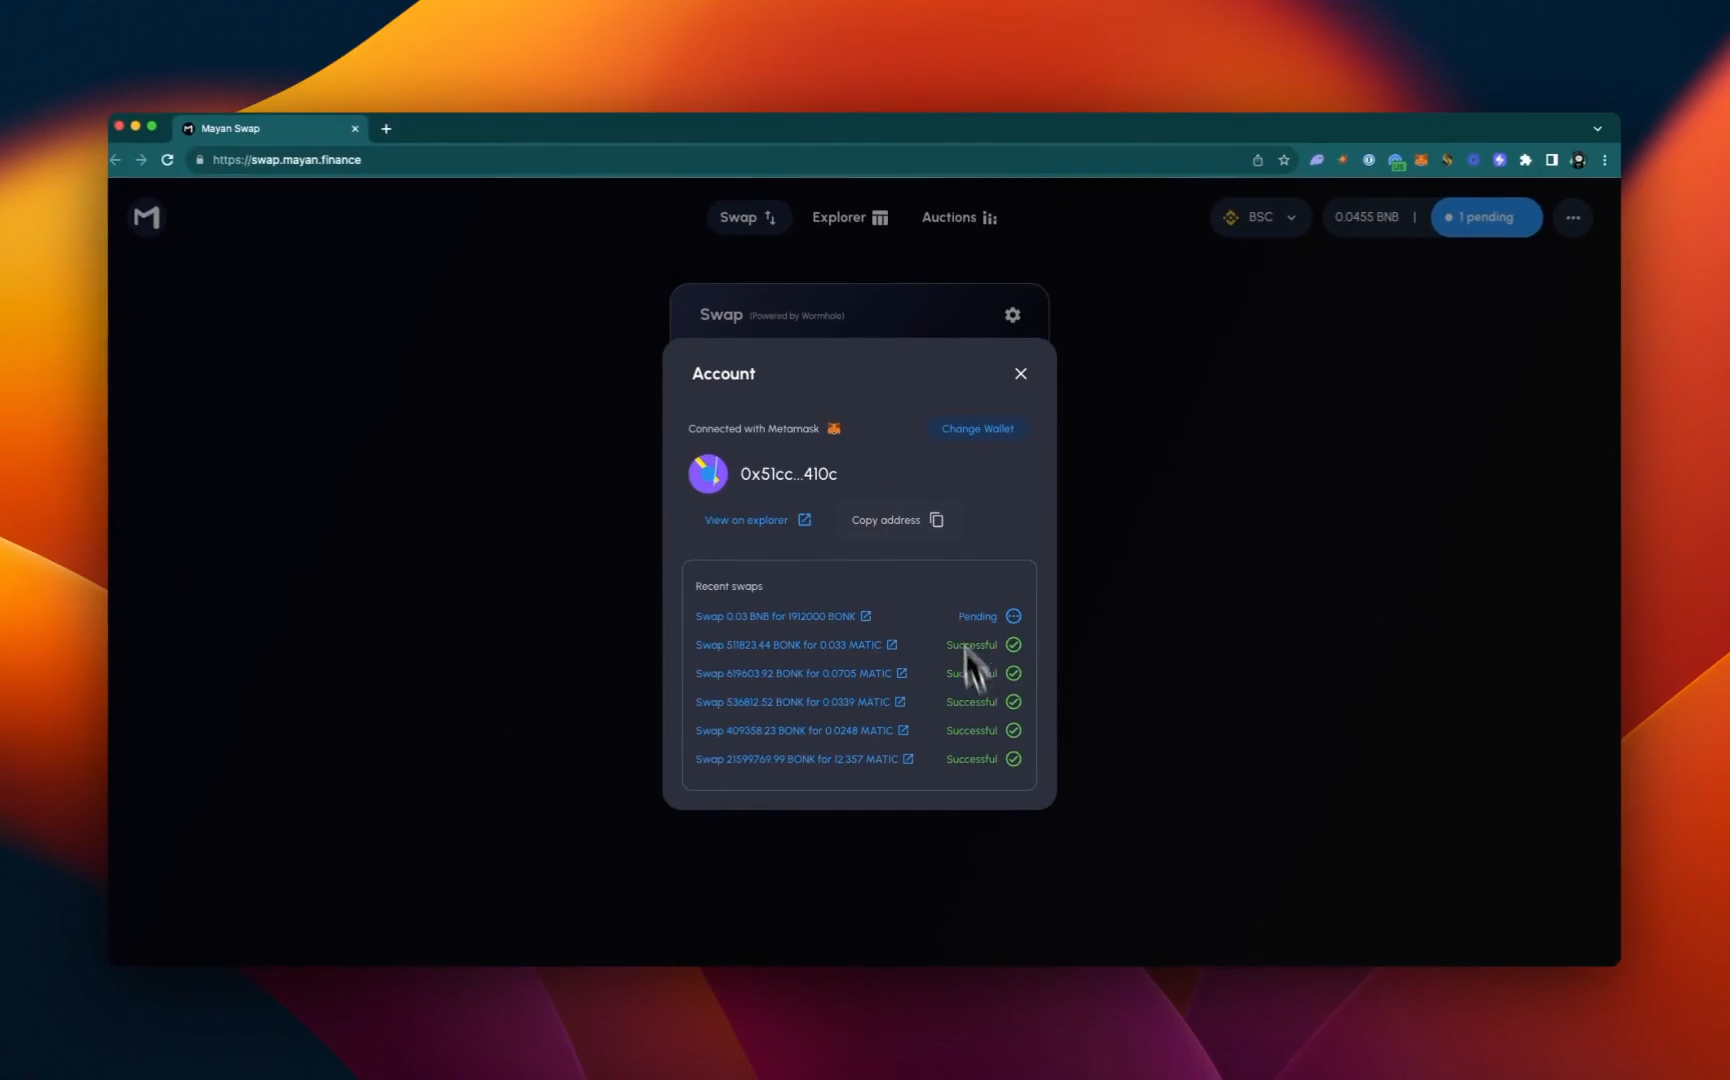 Mayan Swap
https://swap.mayan.finance
Swap
Explorer
Auctions
BSC
0.0455 BNB |
1 pending
Swap (Powered by Wormhole)
Account
Connected with Metamask
Change Wallet
0x51cc...410c
View on explorer
Copy address
Recent swaps
Swap 0.03 BNB for 1912000 BONK Pending
Swap 511823.44 BONK for 0.033 MATIC Successful
Swap 619603.92 BONK for 0.0705 MATIC
Swap 536812.52 BONK for 0.0339 MATIC Successful
Swap 409358.23 BONK for 0.0248 MATIC Successful
Swap 21599769.99 BONK for 12.357 MATIC Successful